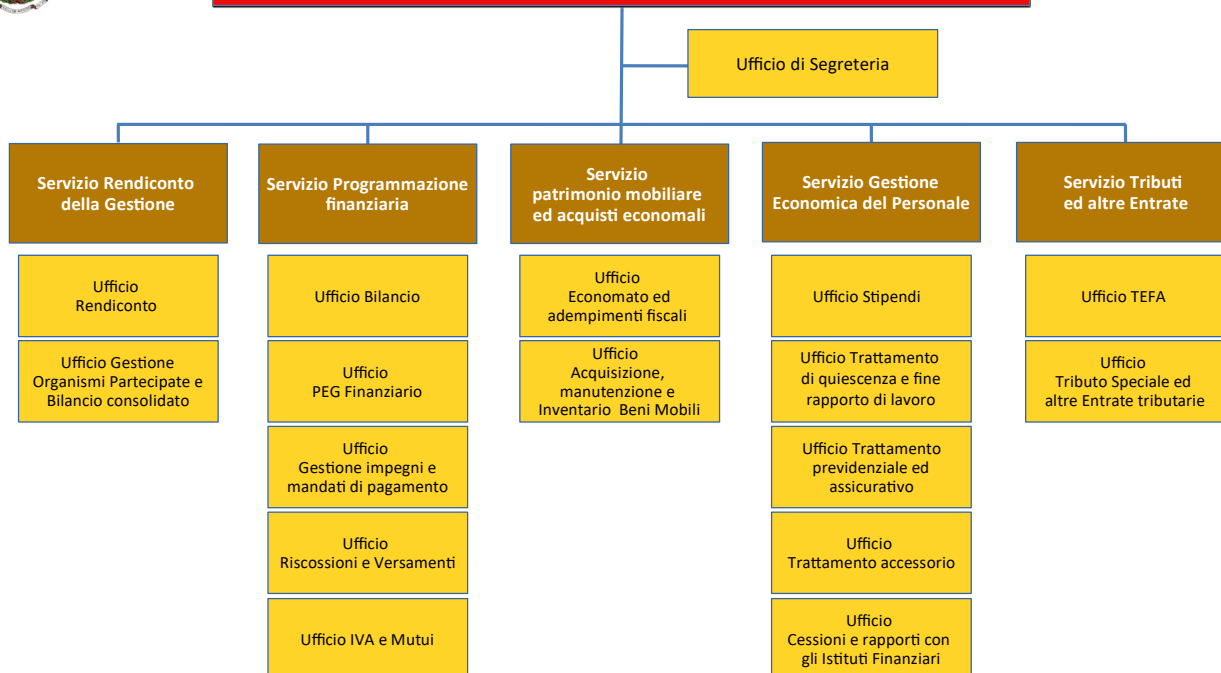 Ufficio di Segreteria
Servizio Rendiconto
della Gestione
Servizio Programmazione
finanziaria
Servizio
patrimonio mobiliare
ed acquisti economali
Servizio Gestione
Economica del Personale
Servizio Tributi
ed altre Entrate
Ufficio
Rendiconto
Ufficio Gestione
Organismi Partecipate e
Bilancio consolidato
Ufficio Bilancio
Ufficio
PEG Finanziario
Ufficio
Gestione impegni e
mandati di pagamento
Ufficio
Riscossioni e Versamenti
Ufficio IVA e Mutui
Ufficio
Economato ed
adempimenti fiscali
Ufficio
Acquisizione,
manutenzione e
Inventario Beni Mobili
Ufficio Stipendi
Ufficio Trattamento
di quiescenza e fine
rapporto di lavoro
Ufficio Trattamento
previdenziale ed
assicurativo
Ufficio
Trattamento accessorio
Ufficio
Cessioni e rapporti con
gli Istituti Finanziari
Ufficio TEFA
Ufficio
Tributo Speciale ed
altre Entrate tributarie